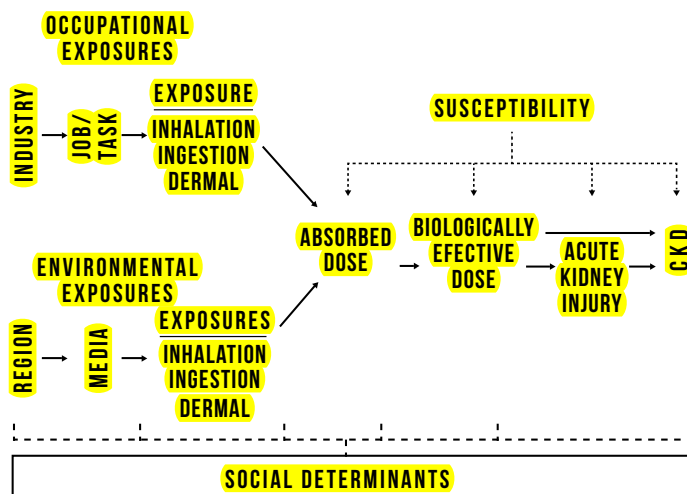 OCCUPATIONAL
EXPOSURES
INDUSTRY
JOB/
TASK
EXPOSURE
INHALATION
INGESTION
DERMAL
SUSCEPTIBILITY
ABSORBED
DOSE
BIOLOGICALLY
EFECTIVE
DOSE
ACUTE
KIDNEY
INJURY
CKD
ENVIRONMENTAL
EXPOSURES
REGION
MEDIA
EXPOSURES
INHALATION
INGESTION
DERMAL
SOCIAL DETERMINANTS